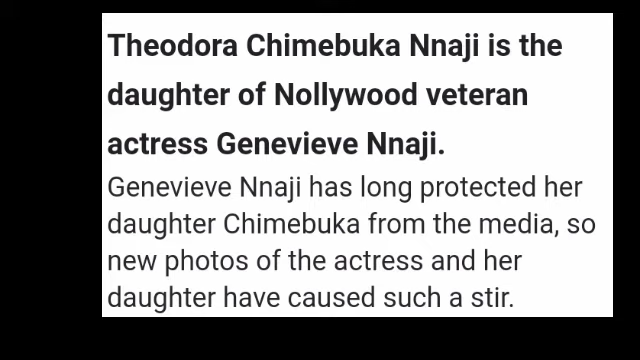 Theodora Chimebuka Nnaji is the
daughter of Nollywood veteran
actress Genevieve Nnaji.
Genevieve Nnaji has long protected her
daughter Chimebuka from the media, so
new photos of the actress and her
daughter have caused such a stir.